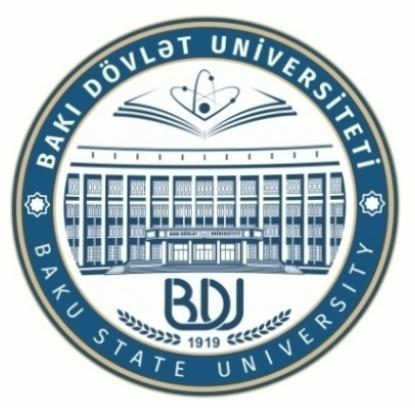 BAKI DÖVLƏT UNİVERSİTETİ
BAKI DÖVLƏT UNİVERSİTETİ
BDU
1919
BAKU STATE UNIVERSITY